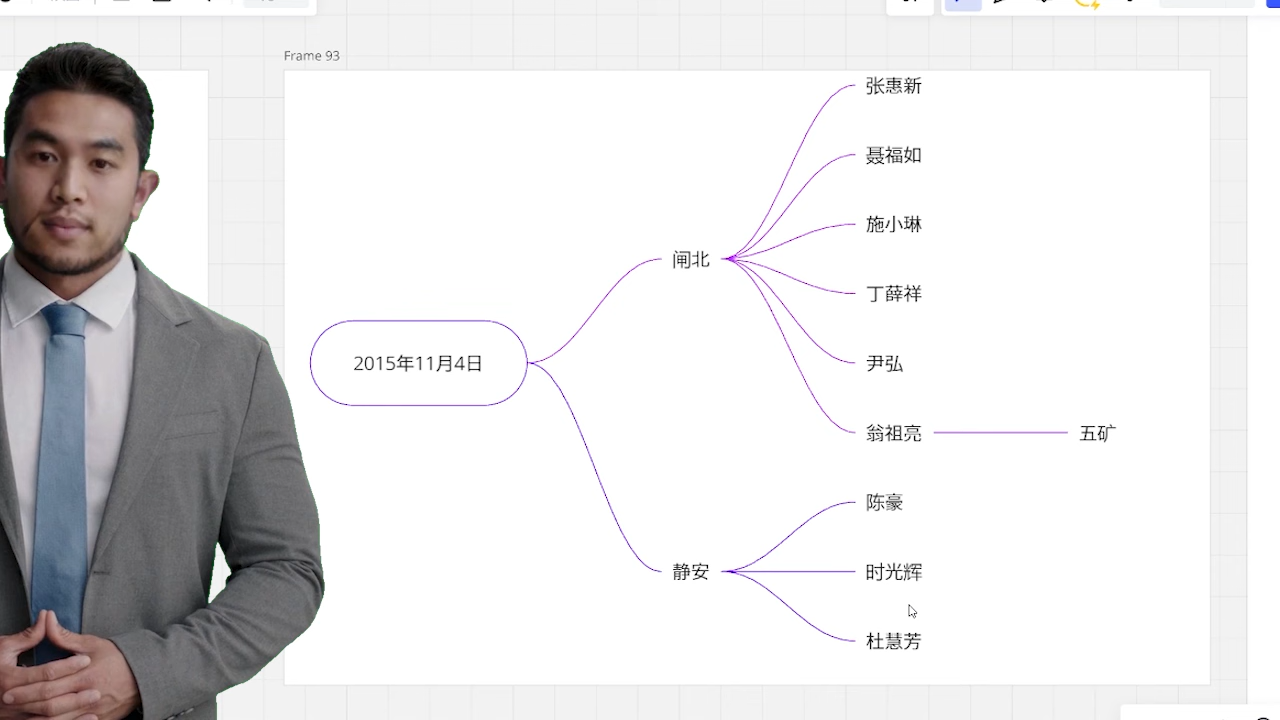 Frame 93
张惠新
聂福如
施小琳
闸北
丁薛祥
2015年11月4日
尹弘
翁祖亮
五矿
陈豪
静安
时光辉
杜慧芳